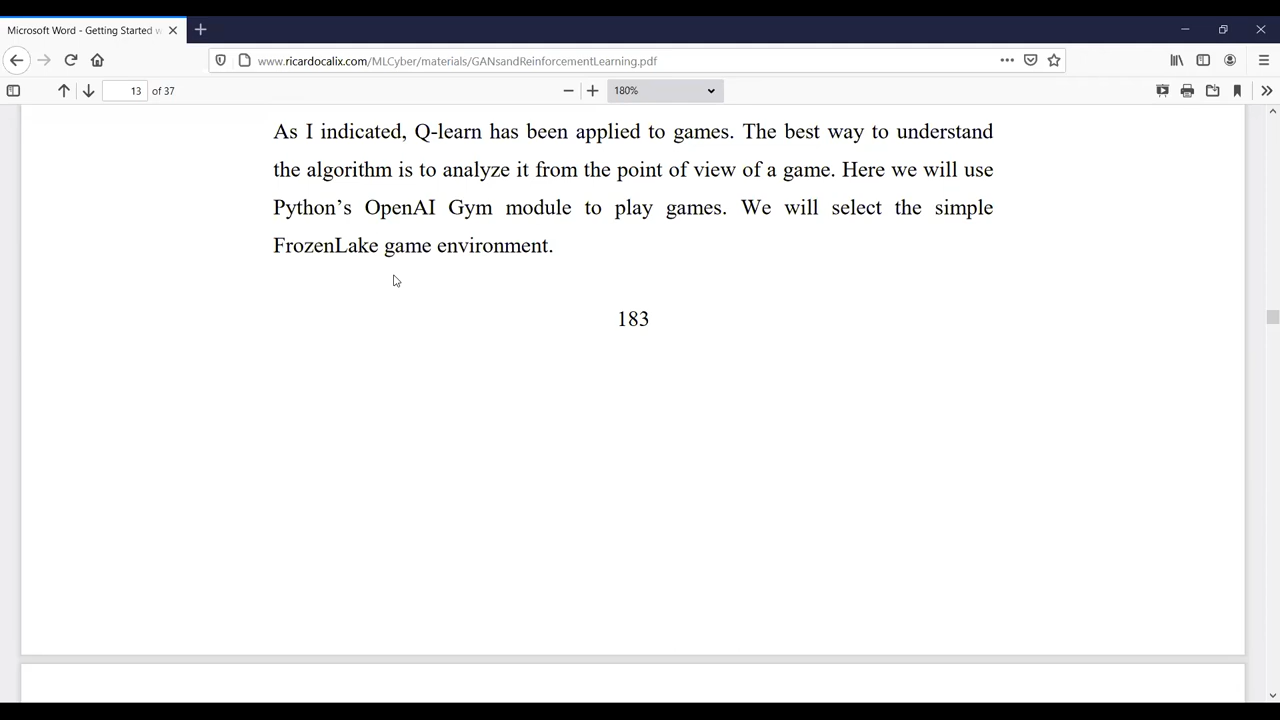 Microsoft Word - Getting Started w
www.ricardocalix.com/MLCyber/materials/GANsandReinforcementLearning.pdf
13 of 37
180%
As I indicated, Q-learn has been applied to games. The best way to understand
the algorithm is to analyze it from the point of view of a game. Here we will use
Python’s OpenAI Gym module to play games. We will select the simple
FrozenLake game environment.
183